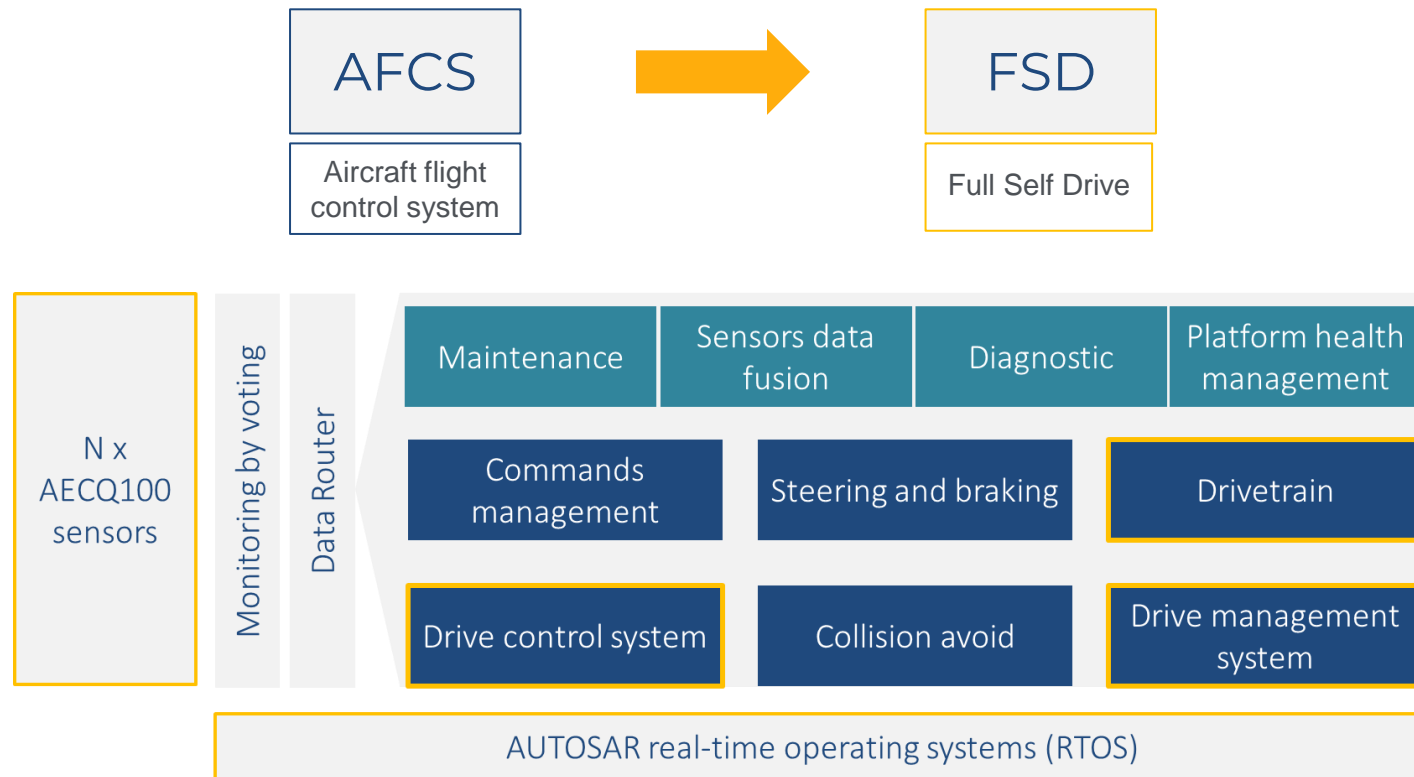 AFCS
FSD
Aircraft flight
control system
Full Self Drive
N x
AECQ100
sensors
Monitoring by voting
Data Router
Maintenance
Sensors data
fusion
Diagnostic
Platform health
management
Commands
management
Steering and braking
Drivetrain
Drive control system
Collision avoid
Drive management
system
AUTOSAR real-time operating systems (RTOS)